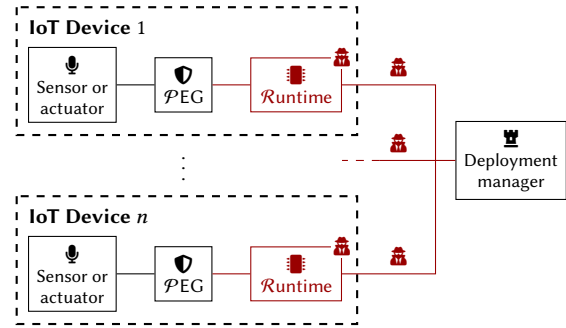 IoT Device 1
Sensor or
actuator
𝒫EG
ℛuntime
Deployment
manager
IoT Device n
Sensor or
actuator
𝒫EG
ℛuntime